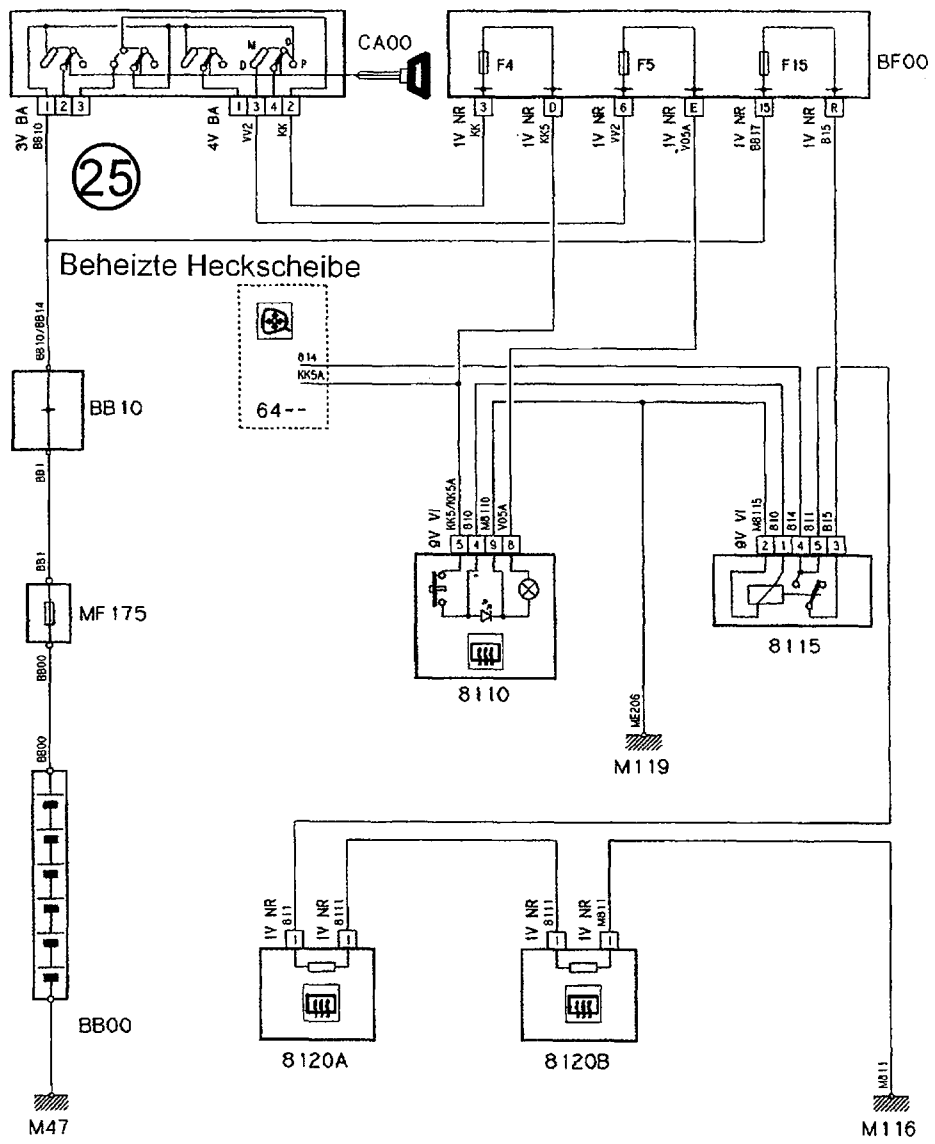 CA00
M
O
D
P
F4
F5
F15
BF00
1 2 3
1 3 4 2
3 D 6 E 15 R
3V BA
BB10
4V BA
VV2
KK
1V NR
KK
1V NR
KK5
1V NR
VV2
1V NR
V05A
1V NR
BB17
1V NR
B15
25
Beheizte Heckscheibe
BB10/BB14
814
KK5A
64--
BB10
BB1
BB1
MF175
BB00
BB00
BB00
M47
9V VI
KK5/KK5A
810
M8110
V05A
5 4 9 8
8110
9V VI
M8115
810
814
811
B15
2 1 4 5 3
8115
ME206
M119
1V NR
811
1V NR
8111
1 1
8120A
1V NR
8111
1V NR
M811
1 1
8120B
M811
M116